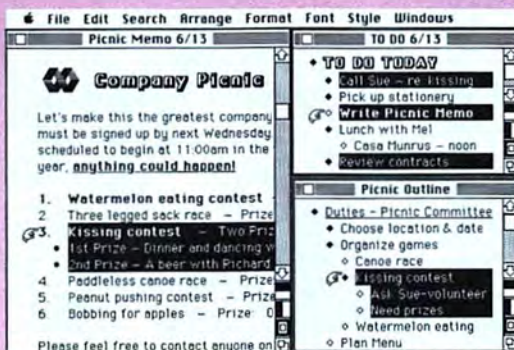 File Edit Search Arrange Format Font Style Windows
Picnic Memo 6/13
Company Picnic
Let's make this the greatest company
must be signed up by next Wednesday
scheduled to begin at 11:00am in the
year, anything could happen!
1. Watermelon eating contest -
2 Three legged sack race - Prize
3. Kissing contest - Two Priz
• 1st Prize - Dinner and dancing w
• 2nd Prize - A beer with Richard
4. Paddleless canoe race - Prize
5. Peanut pushing contest - Prize
6. Bobbing for apples - Prize: D
Please feel free to contact anyone on
TO DO 6/13
TO DO TODAY
Call Sue - re kissing
Pick up stationery
Write Picnic Memo
Lunch with Mel
Casa Munrus - noon
Review contracts
Picnic Outline
Duties - Picnic Committee
Choose location & date
Organize games
Canoe race
Kissing contest
Ask Sue-volunteer
Need prizes
Watermelon eating
Plan Menu